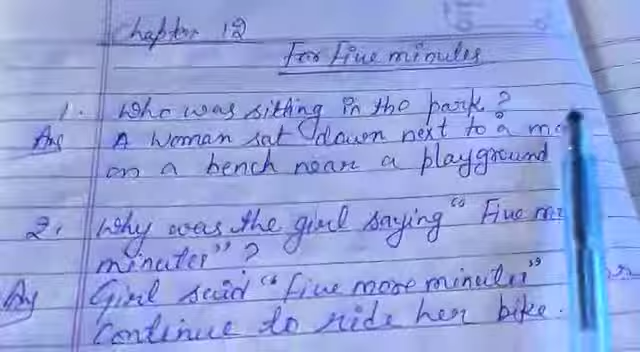 Chapter 12
For Five minutes
1. Who was sitting in the park?
Ans A Woman sat down next to a
on a bench near a playground
2. Why was the girl saying "Five
minutes"?
Ans Girl said "five more minutes"
Continue to ride her bike.